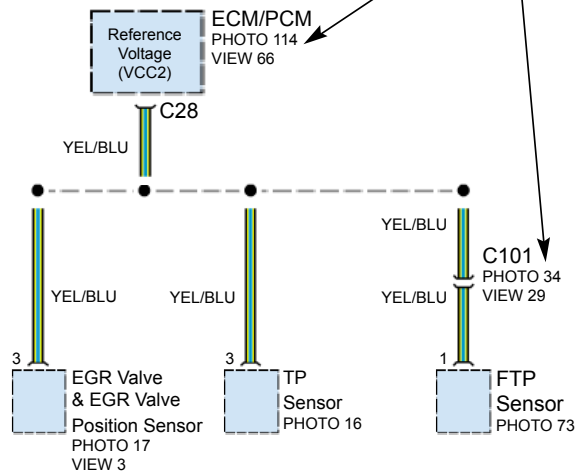 Reference
Voltage
(VCC2)
ECM/PCM
PHOTO 114
VIEW 66
C28
YEL/BLU
YEL/BLU
C101
PHOTO 34
VIEW 29
YEL/BLU
YEL/BLU
YEL/BLU
3
EGR Valve
& EGR Valve
Position Sensor
PHOTO 17
VIEW 3
3
TP
Sensor
PHOTO 16
1
FTP
Sensor
PHOTO 73